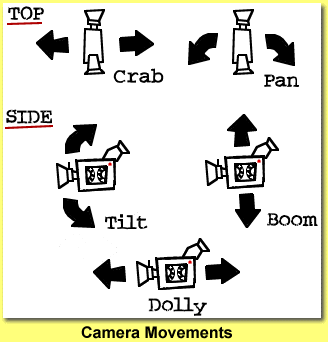 TOP
Crab
Pan
SIDE
Tilt
Boom
Dolly
Camera Movements